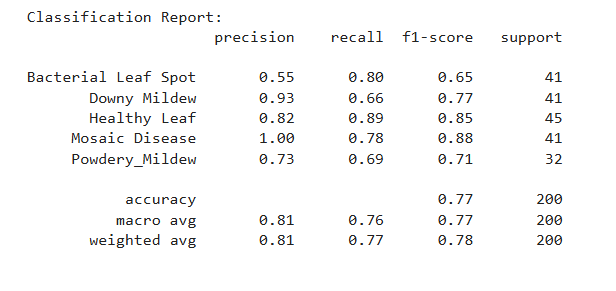 Classification Report:
precision recall f1-score support
Bacterial Leaf Spot 0.55 0.80 0.65 41
Downy Mildew 0.93 0.66 0.77 41
Healthy Leaf 0.82 0.89 0.85 45
Mosaic Disease 1.00 0.78 0.88 41
Powdery_Mildew 0.73 0.69 0.71 32
accuracy 0.77 200
macro avg 0.81 0.76 0.77 200
weighted avg 0.81 0.77 0.78 200